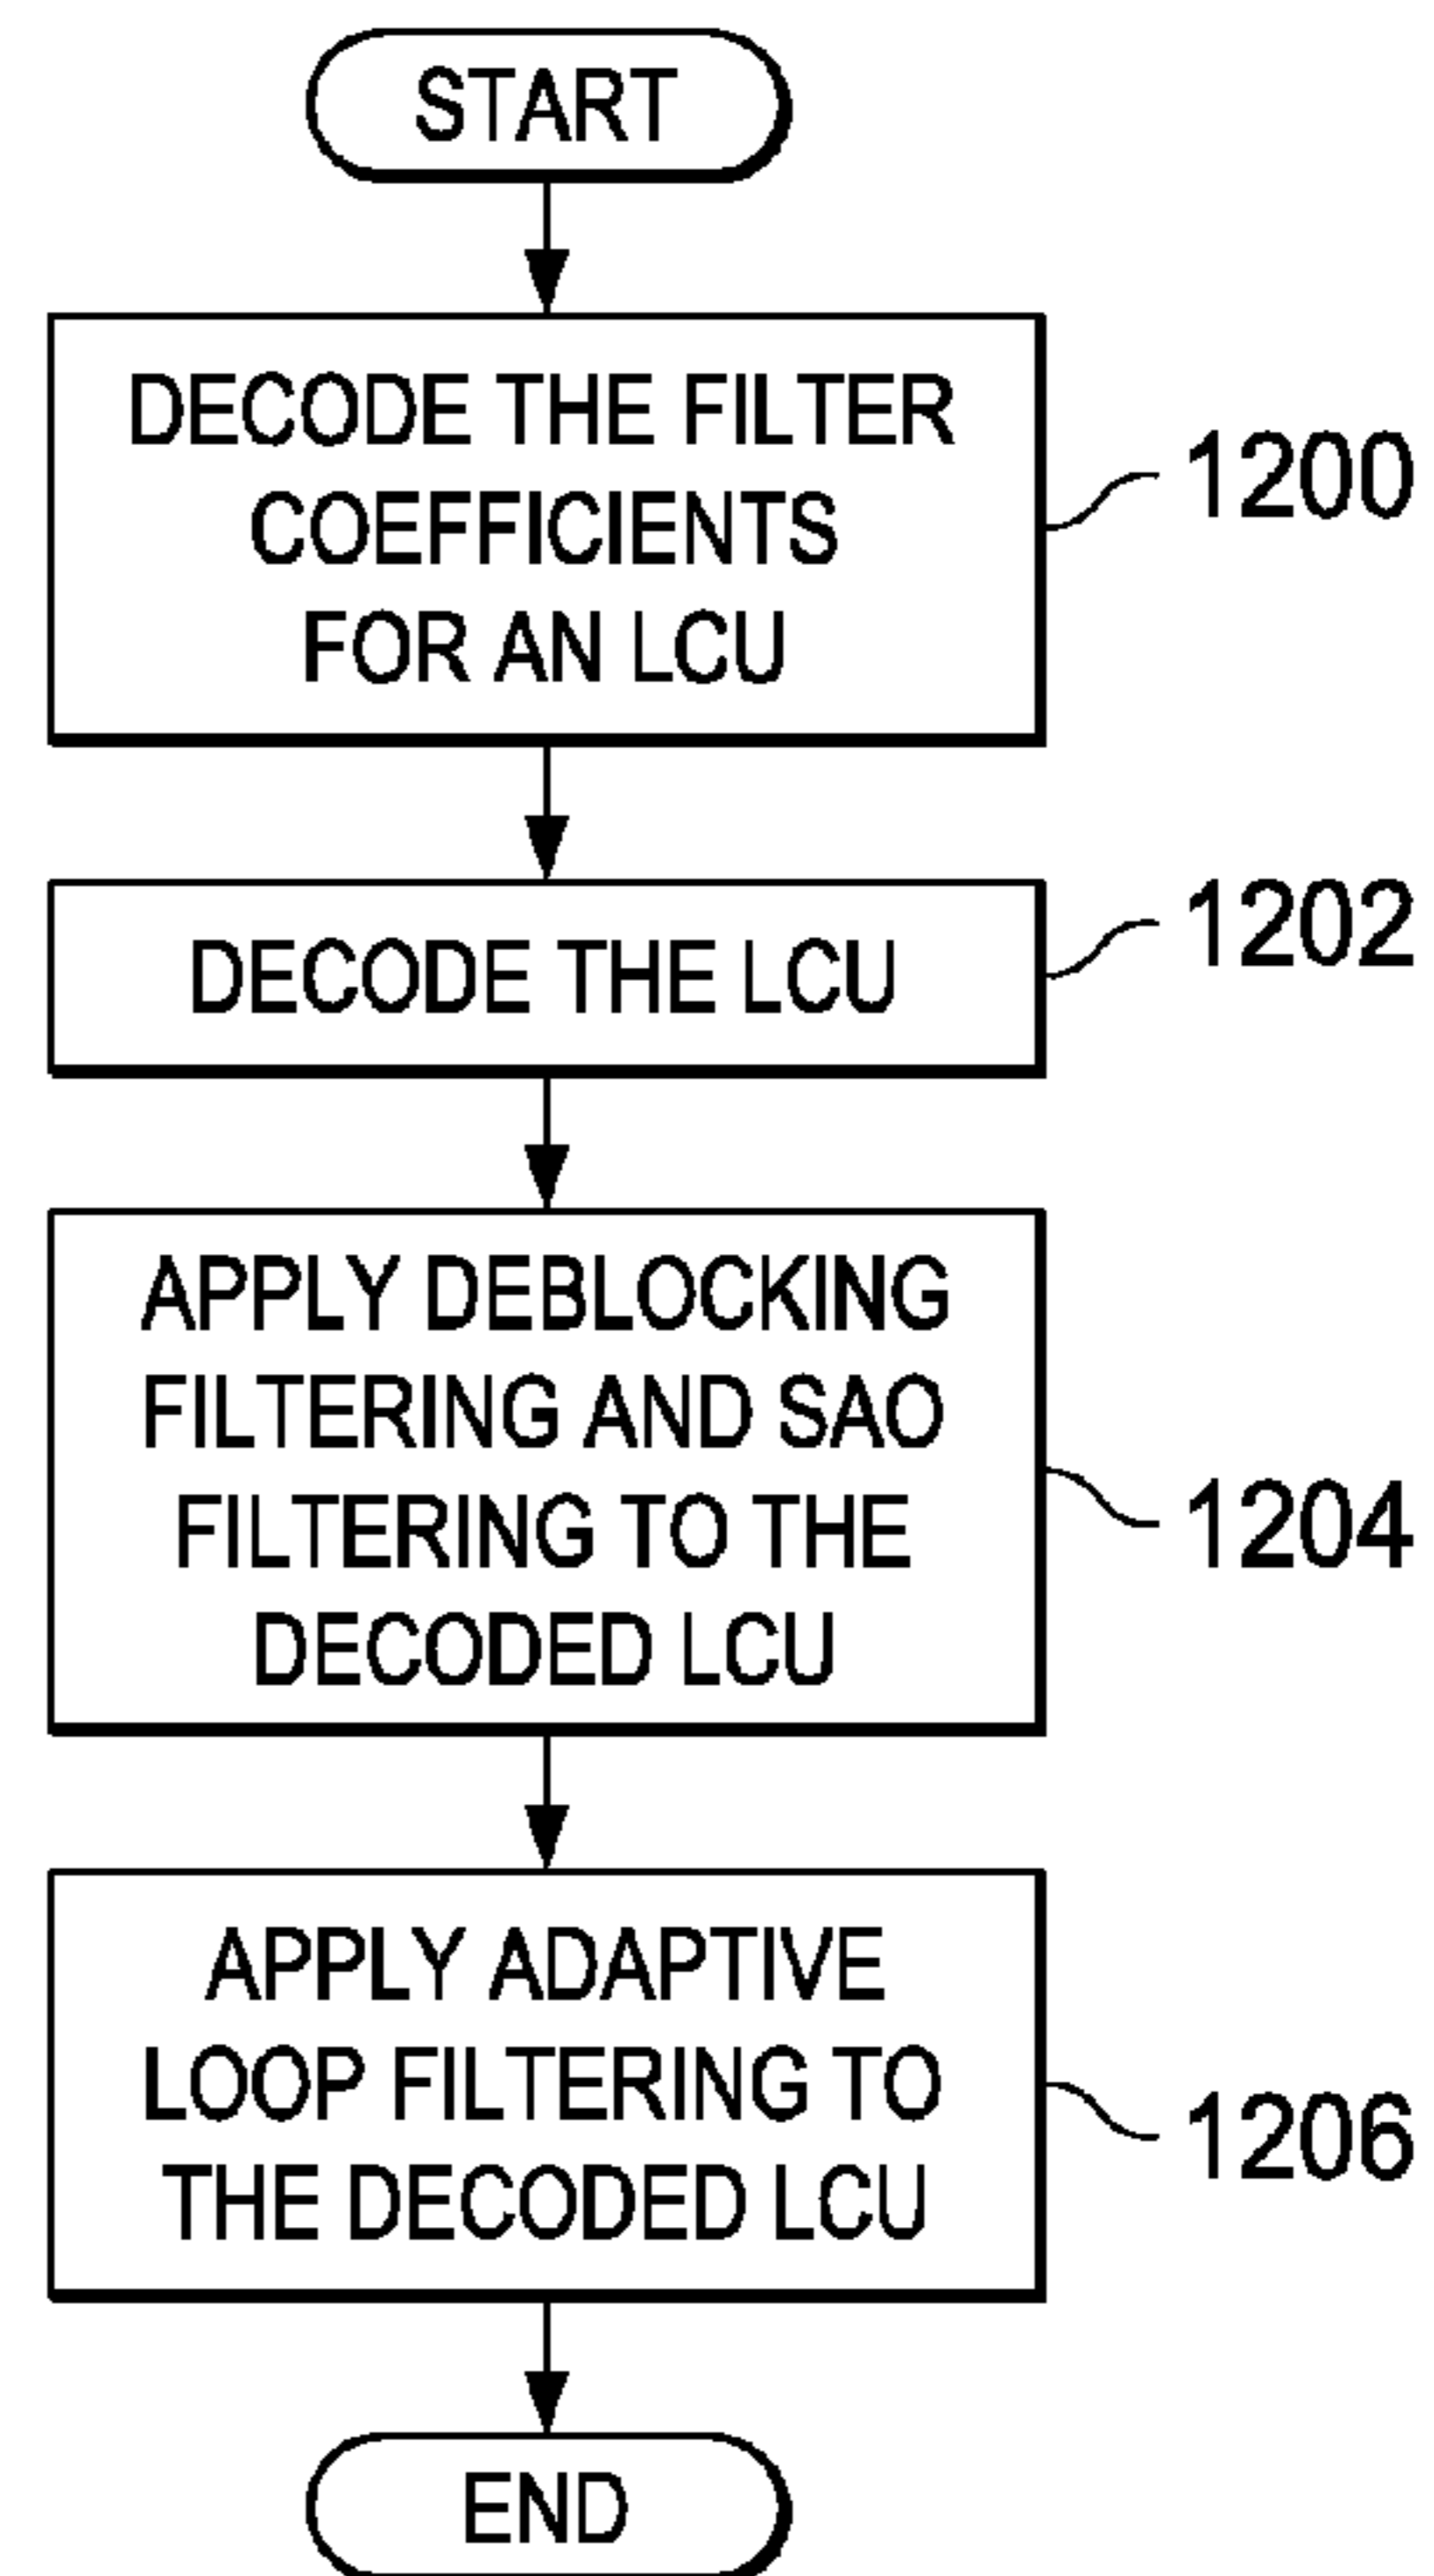 START
DECODE THE FILTER
COEFFICIENTS
FOR AN LCU
1200
DECODE THE LCU
1202
APPLY DEBLOCKING
FILTERING AND SAO
FILTERING TO THE
DECODED LCU
1204
APPLY ADAPTIVE
LOOP FILTERING TO
THE DECODED LCU
1206
END